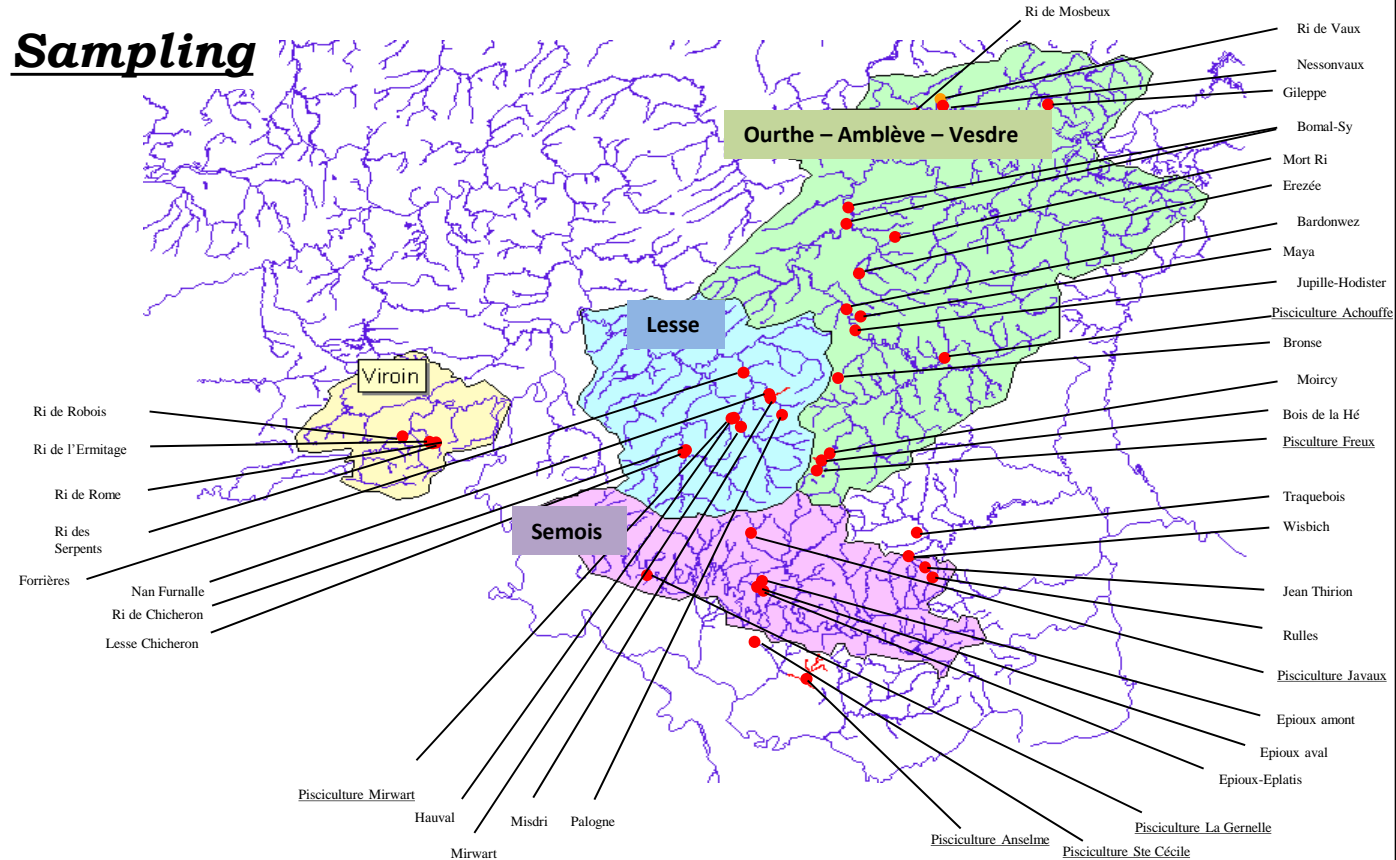 Sampling
Ri de Mosbeux
Ri de Vaux
Nessonvaux
Gileppe
Ourthe – Amblève – Vesdre
Bomal-Sy
Mort Ri
Erezée
Bardonwez
Maya
Jupille-Hodister
Pisciculture Achouffe
Bronse
Moircy
Bois de la Hé
Pisculture Freux
Lesse
Viroin
Ri de Robois
Ri de l'Ermitage
Ri de Rome
Ri des
Serpents
Forrières
Nan Furnalle
Ri de Chicheron
Lesse Chicheron
Semois
Traquebois
Wisbich
Jean Thirion
Rulles
Pisciculture Javaux
Epioux amont
Epioux aval
Epioux-Eplatis
Pisciculture Mirwart
Hauval
Misdri
Palogne
Mirwart
Pisciculture Anselme
Pisciculture La Gernelle
Pisciculture Ste Cécile